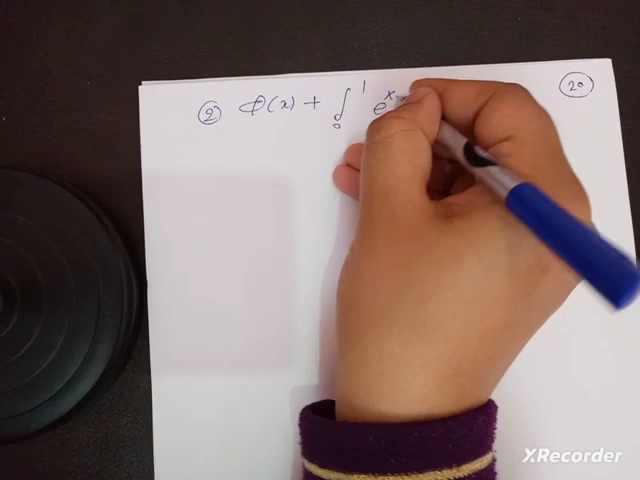 20
② Φ(x) + ∫₀¹ eˣ
XRecorder